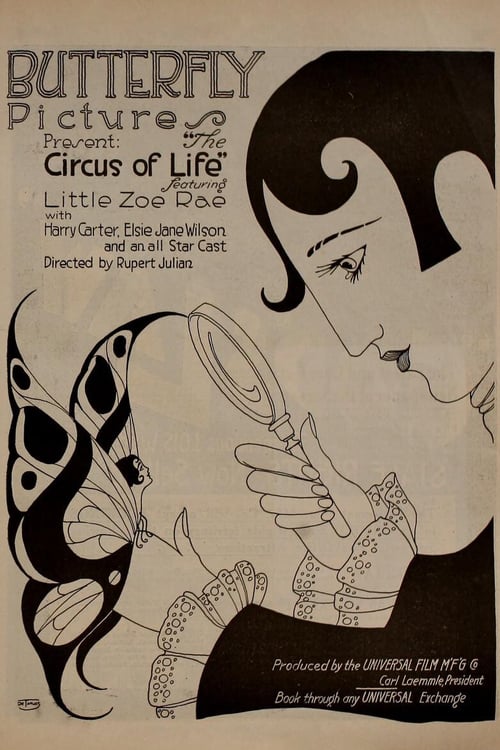 BUTTERFLY
Pictures
Present: "The
Circus of Life"
featuring
Little Zoe Rae
with
Harry Carter, Elsie Jane Wilson
and an all Star Cast
Directed by Rupert Julian
Produced by the UNIVERSAL FILM M'F'G CO
Carl Laemmle, President
Book through any UNIVERSAL Exchange